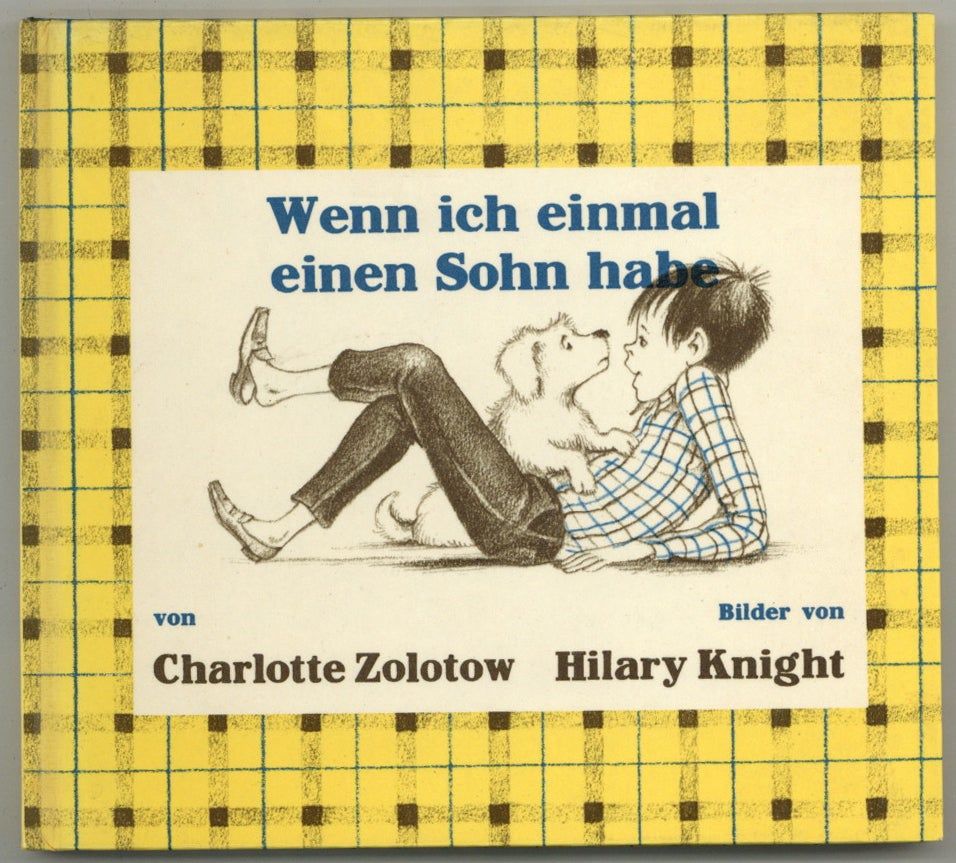 Wenn ich einmal
einen Sohn habe
von
Charlotte Zolotow
Bilder von
Hilary Knight